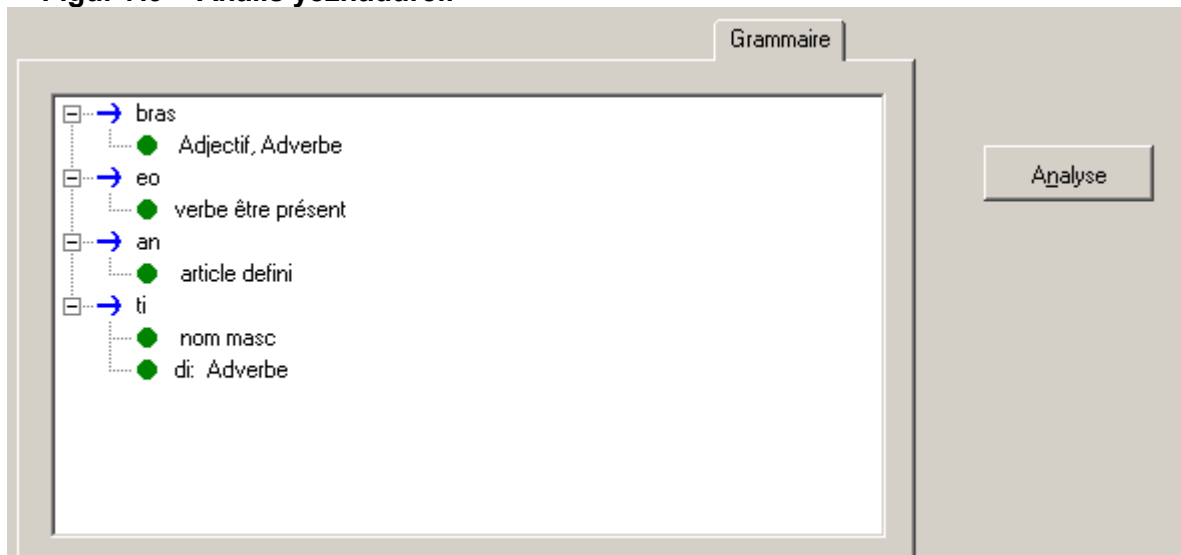 Grammaire
bras
Adjectif, Adverbe
eo
verbe être présent
Analyse
an
article defini
ti
nom masc
di: Adverbe